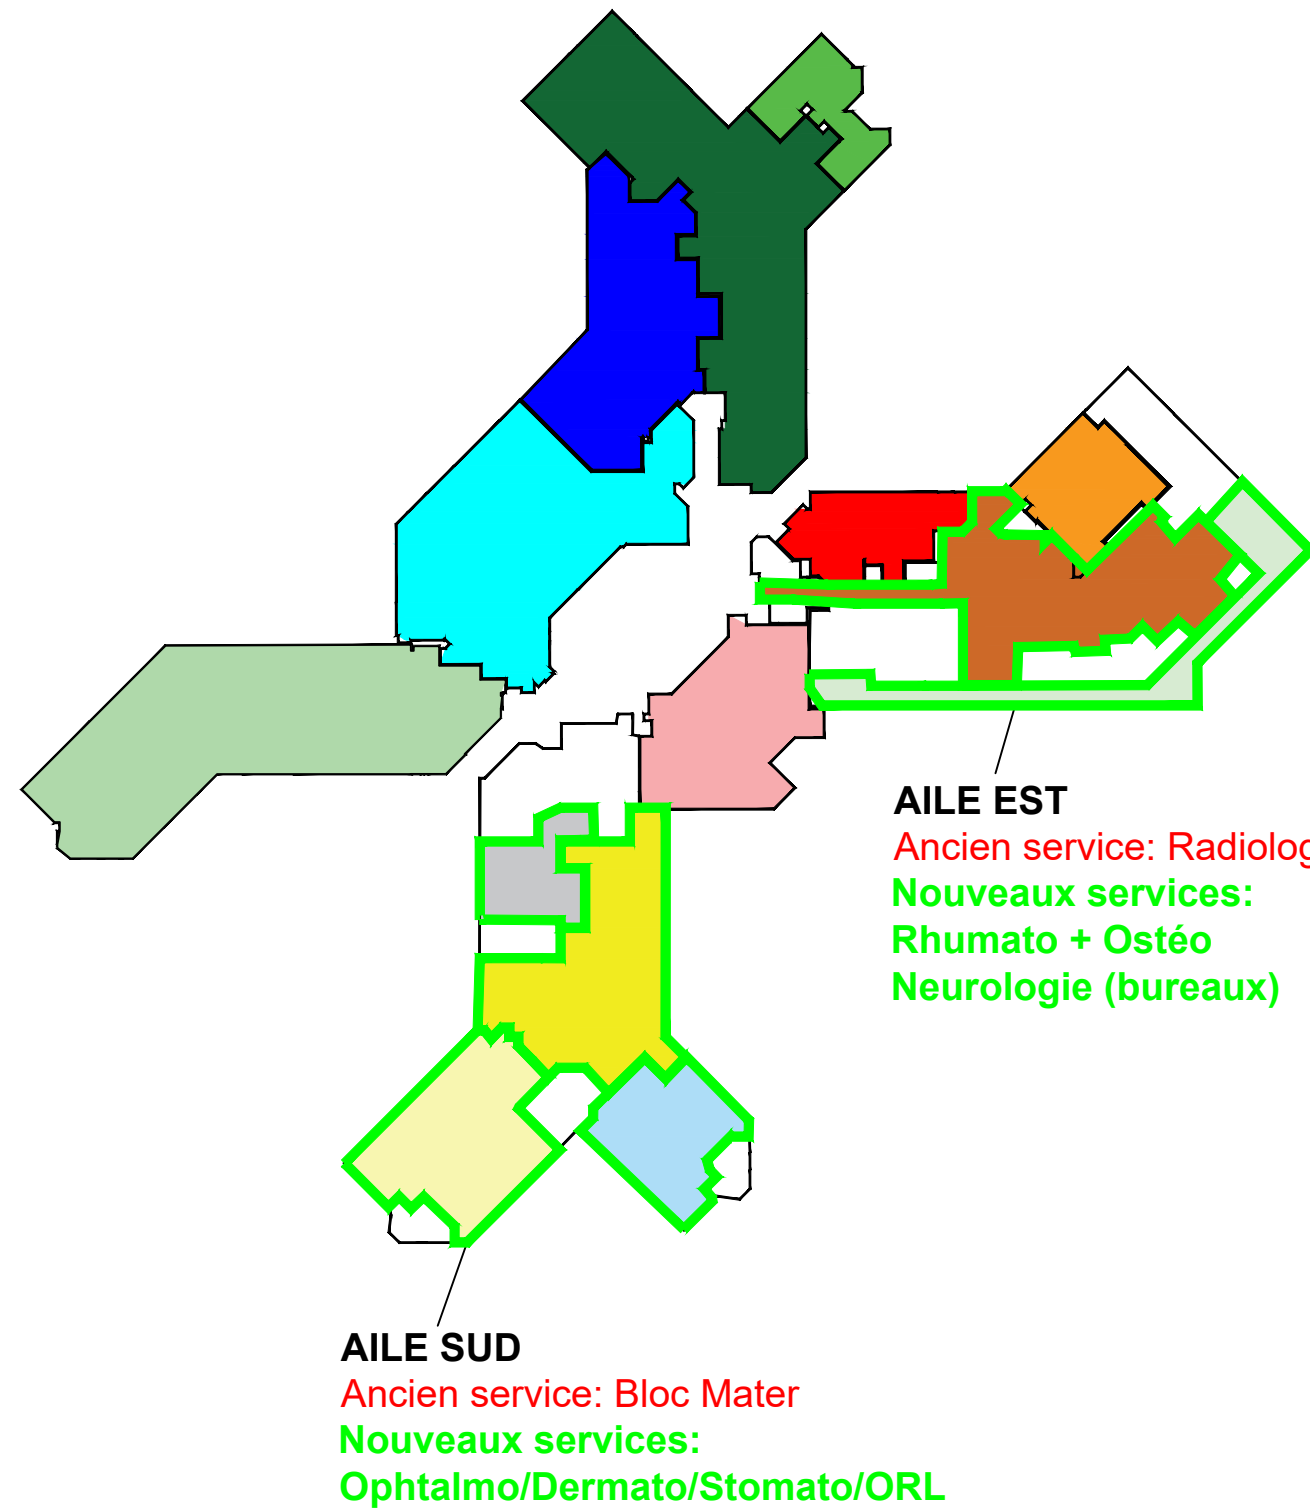 AILE EST
Ancien service: Radiolog
Nouveaux services:
Rhumato + Ostéo
Neurologie (bureaux)
AILE SUD
Ancien service: Bloc Mater
Nouveaux services:
Ophtalmo/Dermato/Stomato/ORL